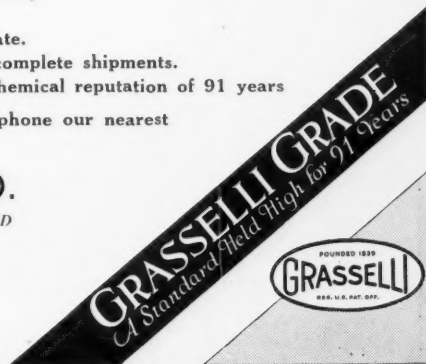 ate.
complete shipments.
hemical reputation of 91 years
phone our nearest
.
D
GRASSELLI GRADE
A Standard Held High for 91 Years
FOUNDED 1839
GRASSELLI
REG. U.S. PAT. OFF.